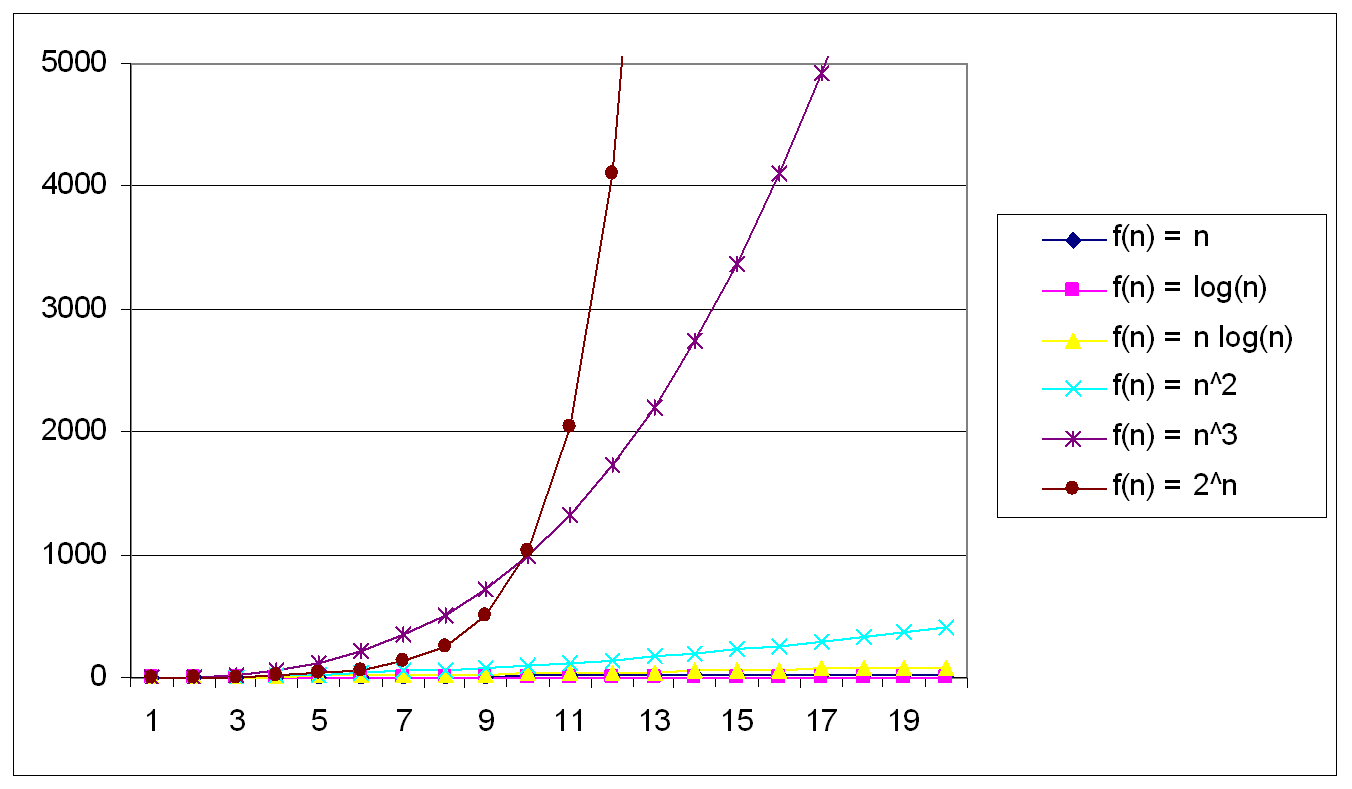 5000
4000
3000
2000
1000
0
1 3 5 7 9 11 13 15 17 19
f(n) = n
f(n) = log(n)
f(n) = n log(n)
f(n) = n^2
f(n) = n^3
f(n) = 2^n